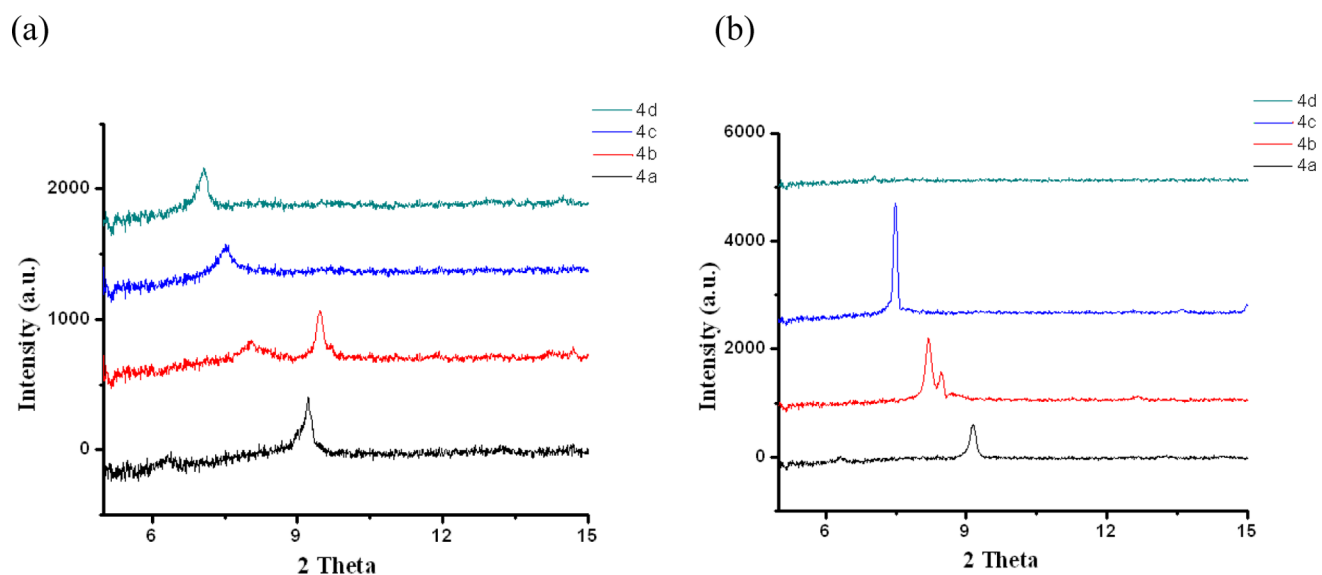 (a)
4d
4c
4b
4a
2000
1000
0
Intensity (a.u.)
6
9
12
15
2 Theta
(b)
4d
4c
4b
4a
6000
4000
2000
0
Intensity (a.u.)
6
9
12
15
2 Theta